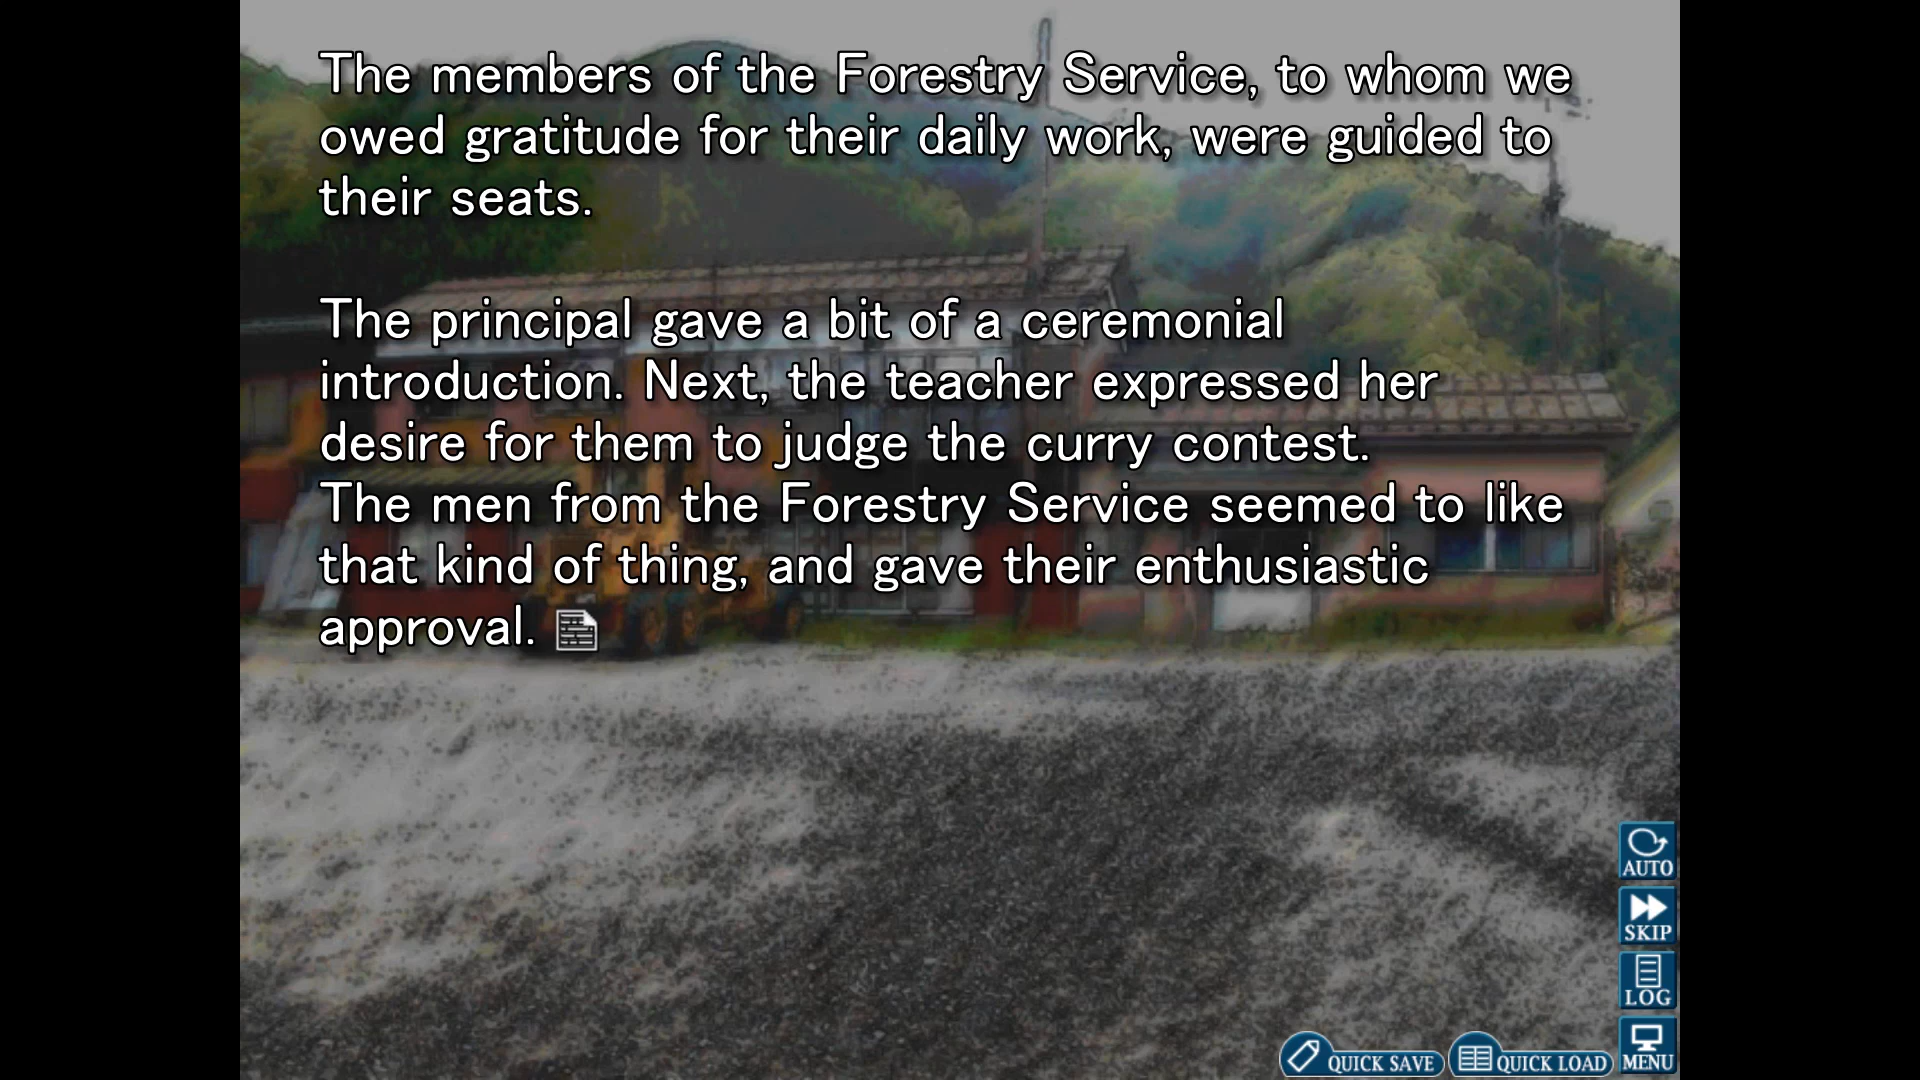 The members of the Forestry Service, to whom we
owed gratitude for their daily work, were guided to
their seats.
The principal gave a bit of a ceremonial
introduction. Next, the teacher expressed her
desire for them to judge the curry contest.
The men from the Forestry Service seemed to like
that kind of thing, and gave their enthusiastic
approval.
AUTO
SKIP
LOG
MENU
QUICK SAVE
QUICK LOAD